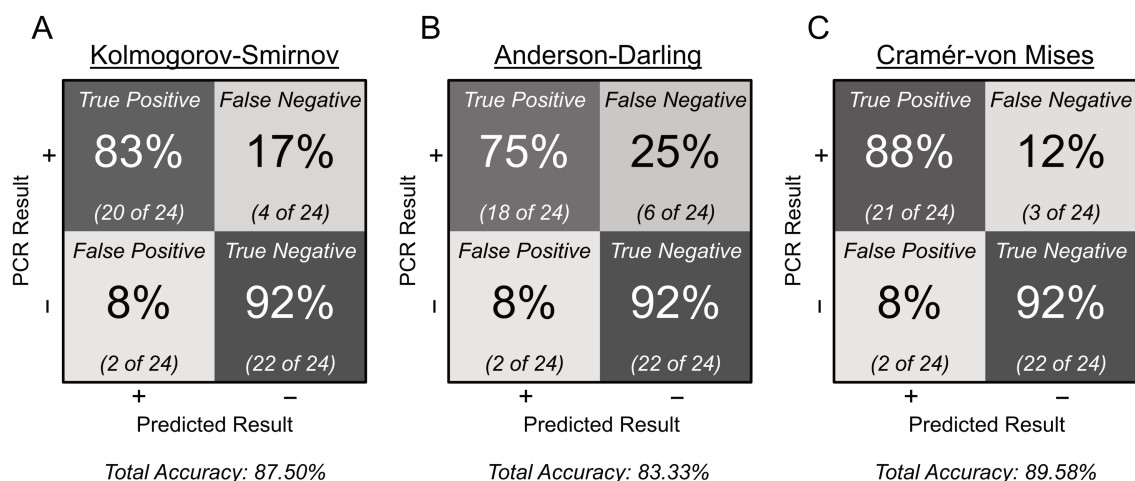 A
Kolmogorov-Smirnov
True Positive
False Negative
83%
17%
(20 of 24)
(4 of 24)
False Positive
True Negative
8%
92%
(2 of 24)
(22 of 24)
PCR Result
+
−
+
−
Predicted Result
Total Accuracy: 87.50%
B
Anderson-Darling
True Positive
False Negative
75%
25%
(18 of 24)
(6 of 24)
False Positive
True Negative
8%
92%
(2 of 24)
(22 of 24)
PCR Result
+
−
+
−
Predicted Result
Total Accuracy: 83.33%
C
Cramér-von Mises
True Positive
False Negative
88%
12%
(21 of 24)
(3 of 24)
False Positive
True Negative
8%
92%
(2 of 24)
(22 of 24)
PCR Result
+
−
+
−
Predicted Result
Total Accuracy: 89.58%